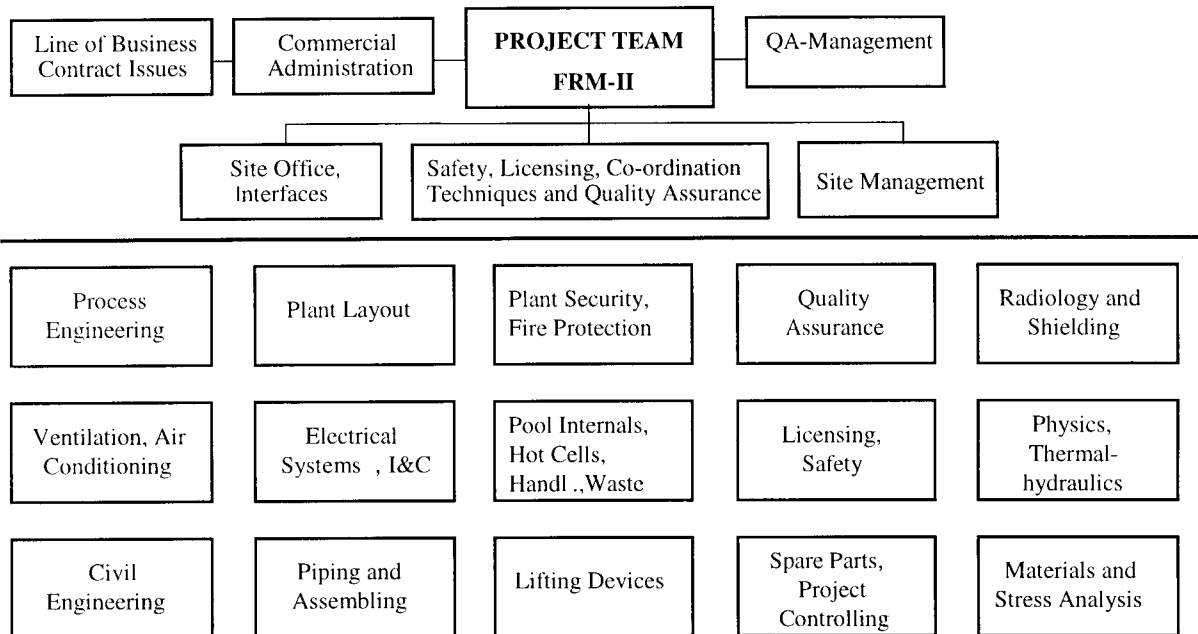 Line of Business
Contract Issues
Commercial
Administration
PROJECT TEAM
FRM-II
QA-Management
Site Office,
Interfaces
Safety, Licensing, Co-ordination
Techniques and Quality Assurance
Site Management
Process
Engineering
Plant Layout
Plant Security,
Fire Protection
Quality
Assurance
Radiology and
Shielding
Ventilation, Air
Conditioning
Electrical
Systems , I&C
Pool Internals,
Hot Cells,
Handl .,Waste
Licensing,
Safety
Physics,
Thermal-
hydraulics
Civil
Engineering
Piping and
Assembling
Lifting Devices
Spare Parts,
Project
Controlling
Materials and
Stress Analysis